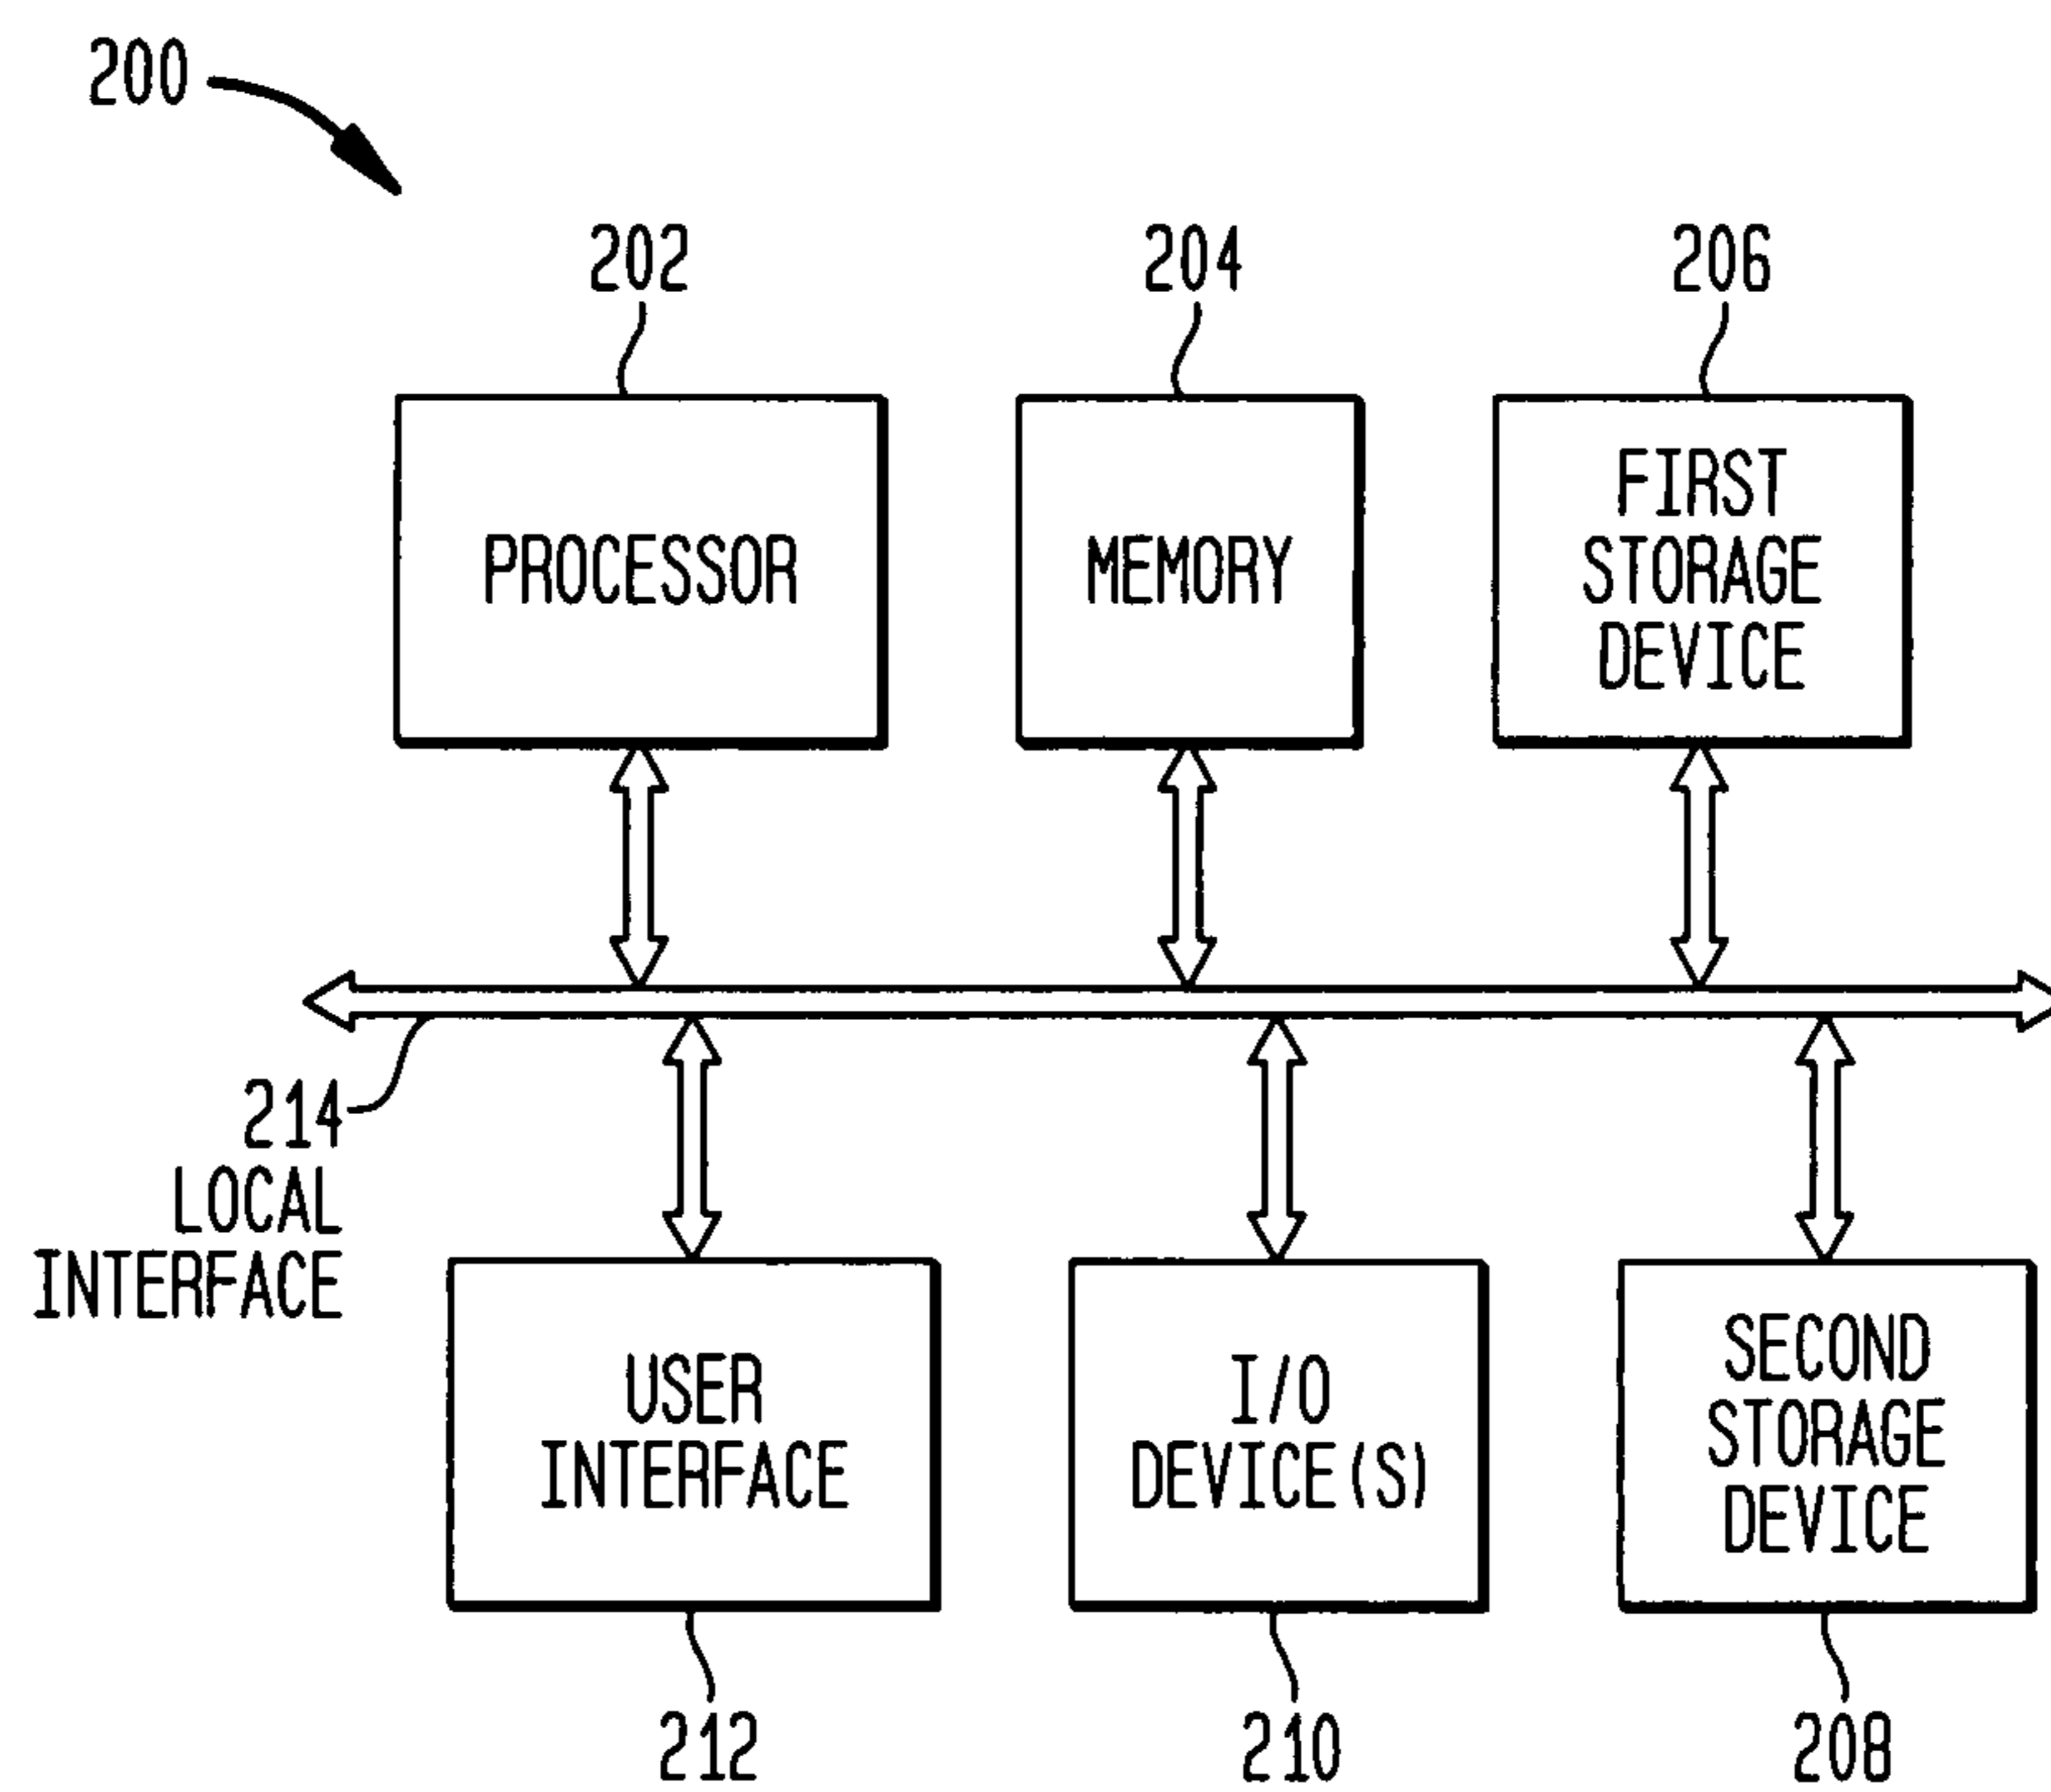 200
202
204
206
PROCESSOR
MEMORY
FIRST
STORAGE
DEVICE
214
LOCAL
INTERFACE
USER
INTERFACE
I/O
DEVICE(S)
SECOND
STORAGE
DEVICE
212
210
208